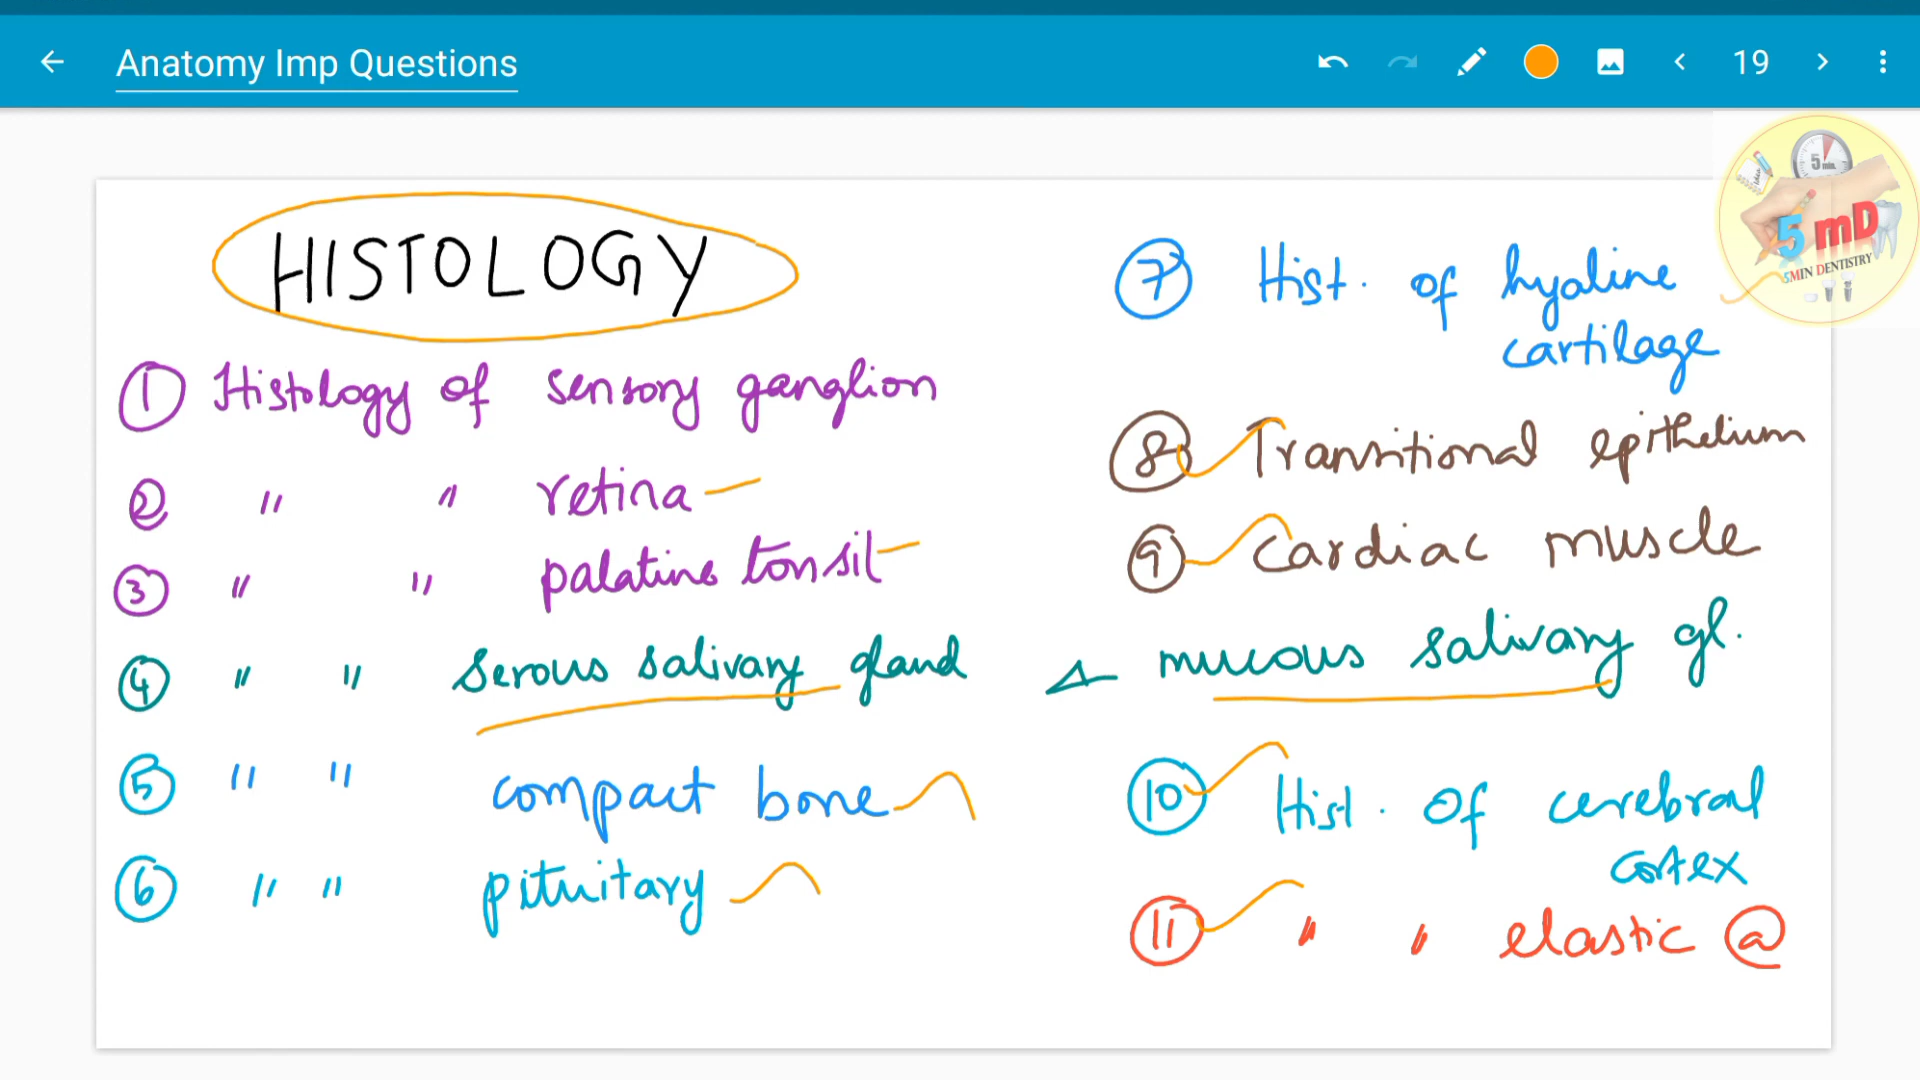 Anatomy Imp Questions
19
5 min.
5 mD
5MIN DENTISTRY
HISTOLOGY
① Histology of sensory ganglion
② " " retina
③ " " palatine tonsil
④ " " serous salivary gland & mucous salivary gl.
⑤ " " compact bone
⑥ " " pituitary
⑦ Hist. of hyaline
cartilage
⑧ Transitional epithelium
⑨ Cardiac muscle
⑩ Hist. of cerebral
cortex
⑪ " " elastic @